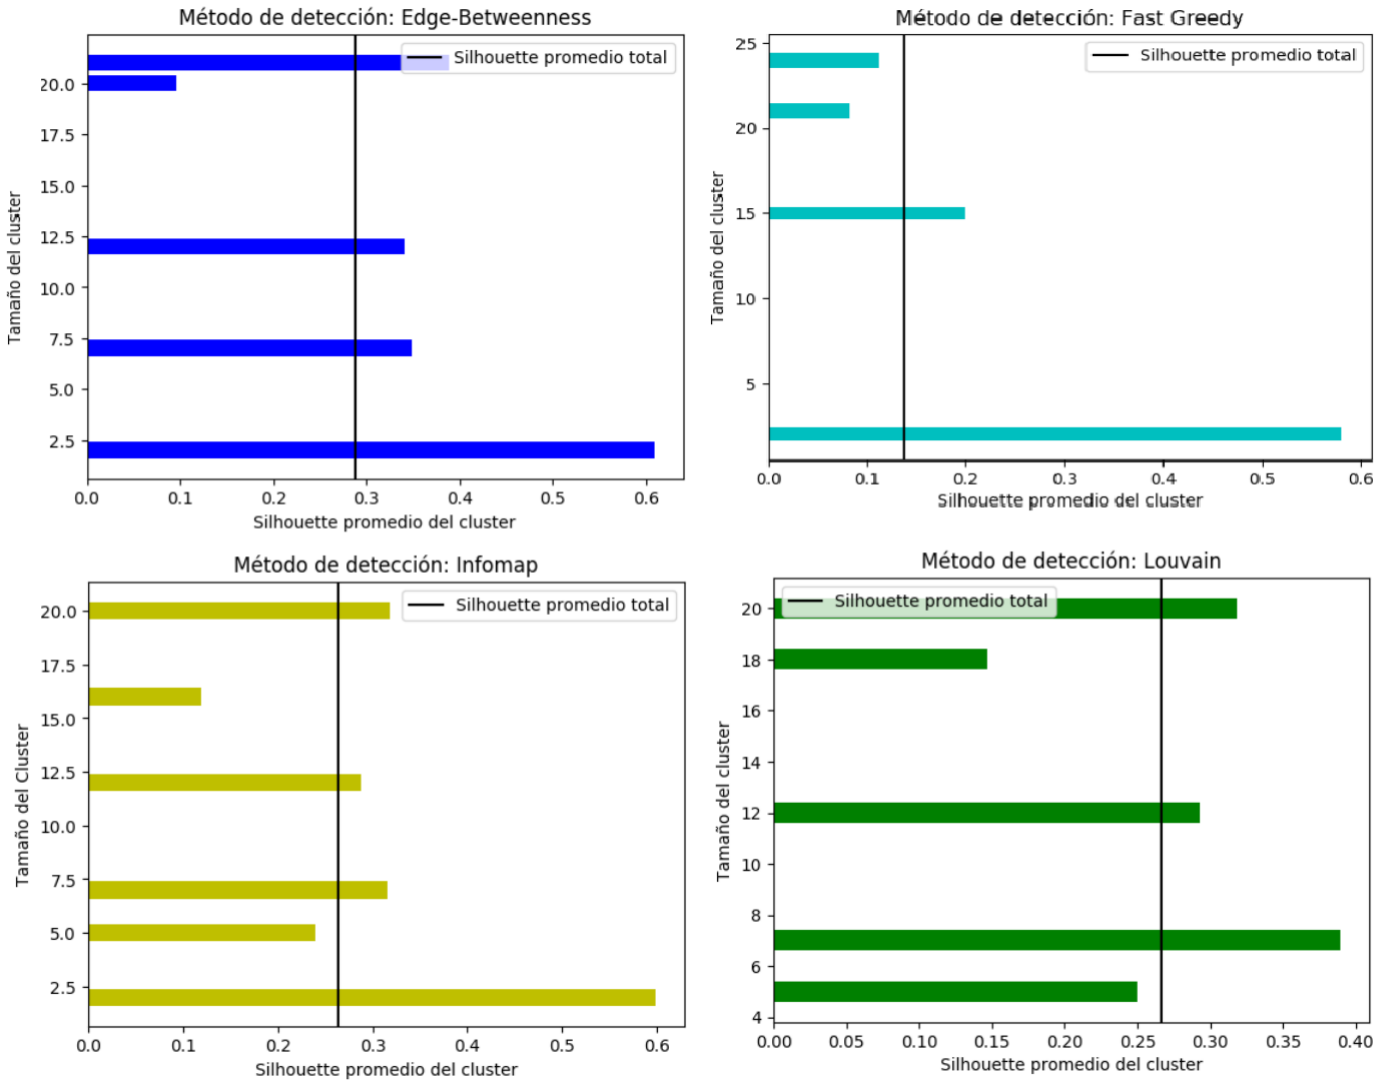 Método de detección: Edge-Betweenness
Silhouette promedio total
20.0
17.5
15.0
12.5
10.0
7.5
5.0
2.5
Tamaño del cluster
0.0 0.1 0.2 0.3 0.4 0.5 0.6
Silhouette promedio del cluster
Método de detección: Fast Greedy
Silhouette promedio total
25
20
15
10
5
Tamaño del cluster
0.0 0.1 0.2 0.3 0.4 0.5 0.6
Silhouette promedio del cluster
Método de detección: Infomap
Silhouette promedio total
20.0
17.5
15.0
12.5
10.0
7.5
5.0
2.5
Tamaño del Cluster
0.0 0.1 0.2 0.3 0.4 0.5 0.6
Silhouette promedio del cluster
Método de detección: Louvain
Silhouette promedio total
20
18
16
14
12
10
8
6
4
Tamaño del cluster
0.00 0.05 0.10 0.15 0.20 0.25 0.30 0.35 0.40
Silhouette promedio del cluster